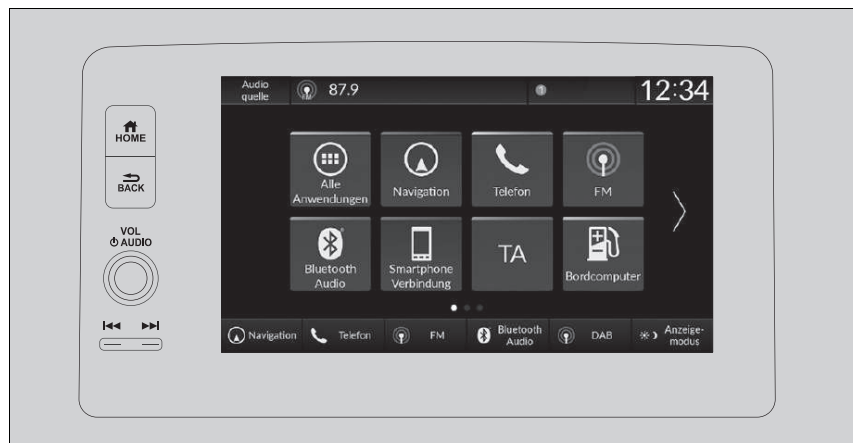 Audio
quelle
87.9
12:34
HOME
BACK
VOL
AUDIO
Alle
Anwendungen
Navigation
Telefon
FM
Bluetooth
Audio
Smartphone
Verbindung
TA
Bordcomputer
Navigation
Telefon
FM
Bluetooth
Audio
DAB
Anzeige-
modus